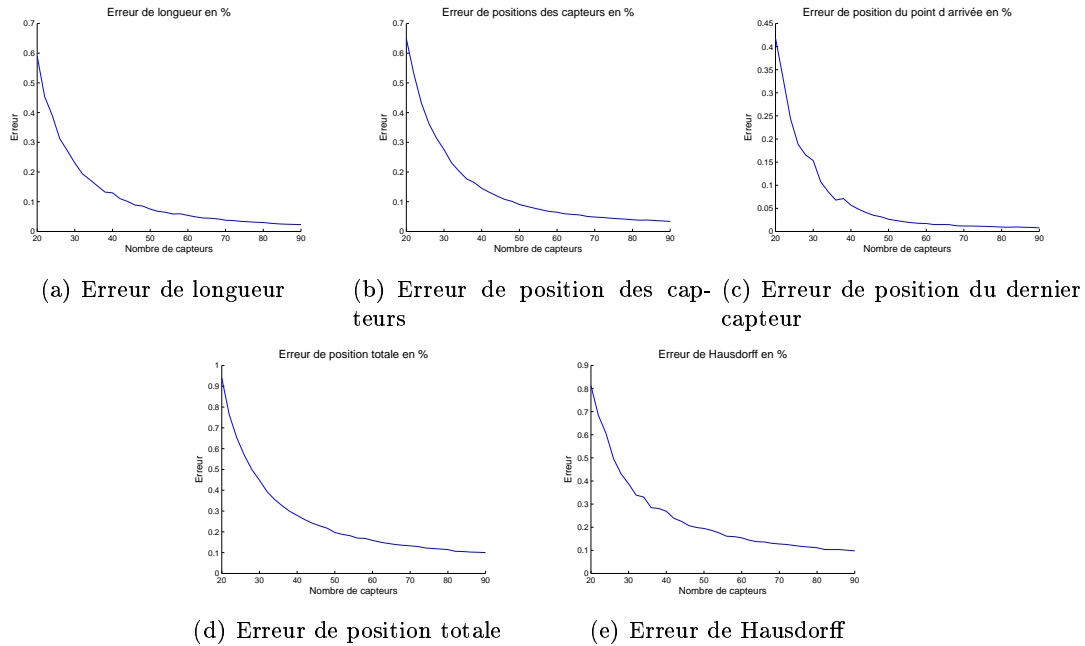 Erreur de longueur en %
0.7
0.6
0.5
0.4
0.3
0.2
0.1
0
Erreur
20 30 40 50 60 70 80 90
Nombre de capteurs
(a) Erreur de longueur
Erreur de positions des capteurs en %
0.7
0.6
0.5
0.4
0.3
0.2
0.1
0
Erreur
20 30 40 50 60 70 80 90
Nombre de capteurs
(b) Erreur de position des cap-
teurs
Erreur de position du point d arrivée en %
0.45
0.4
0.35
0.3
0.25
0.2
0.15
0.1
0.05
0
Erreur
20 30 40 50 60 70 80 90
Nombre de capteurs
(c) Erreur de position du dernier
capteur
Erreur de position totale en %
1
0.9
0.8
0.7
0.6
0.5
0.4
0.3
0.2
0.1
0
Erreur
20 30 40 50 60 70 80 90
Nombre de capteurs
(d) Erreur de position totale
Erreur de Hausdorff en %
0.9
0.8
0.7
0.6
0.5
0.4
0.3
0.2
0.1
0
Erreur
20 30 40 50 60 70 80 90
Nombre de capteurs
(e) Erreur de Hausdorff